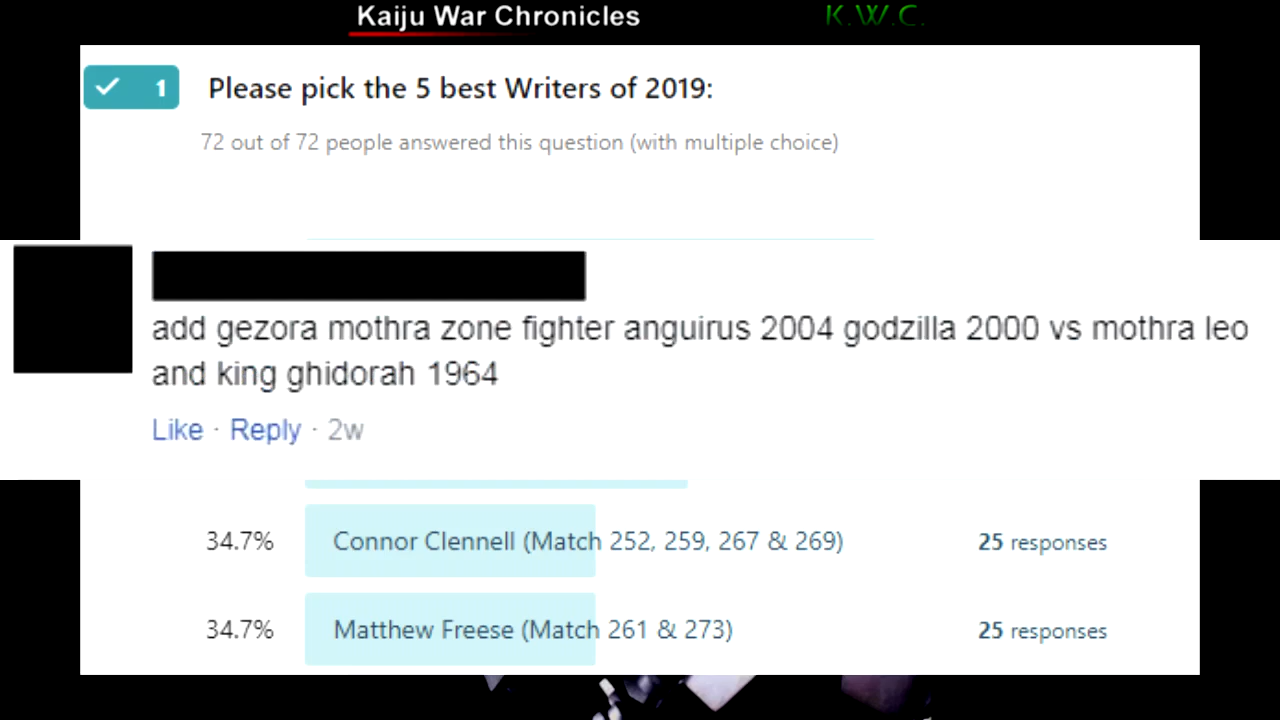 Kaiju War Chronicles
K.W.C.
1 Please pick the 5 best Writers of 2019:
72 out of 72 people answered this question (with multiple choice)
add gezora mothra zone fighter anguirus 2004 godzilla 2000 vs mothra leo
and king ghidorah 1964
Like · Reply · 2w
34.7% Connor Clennell (Match 252, 259, 267 & 269) 25 responses
34.7% Matthew Freese (Match 261 & 273) 25 responses